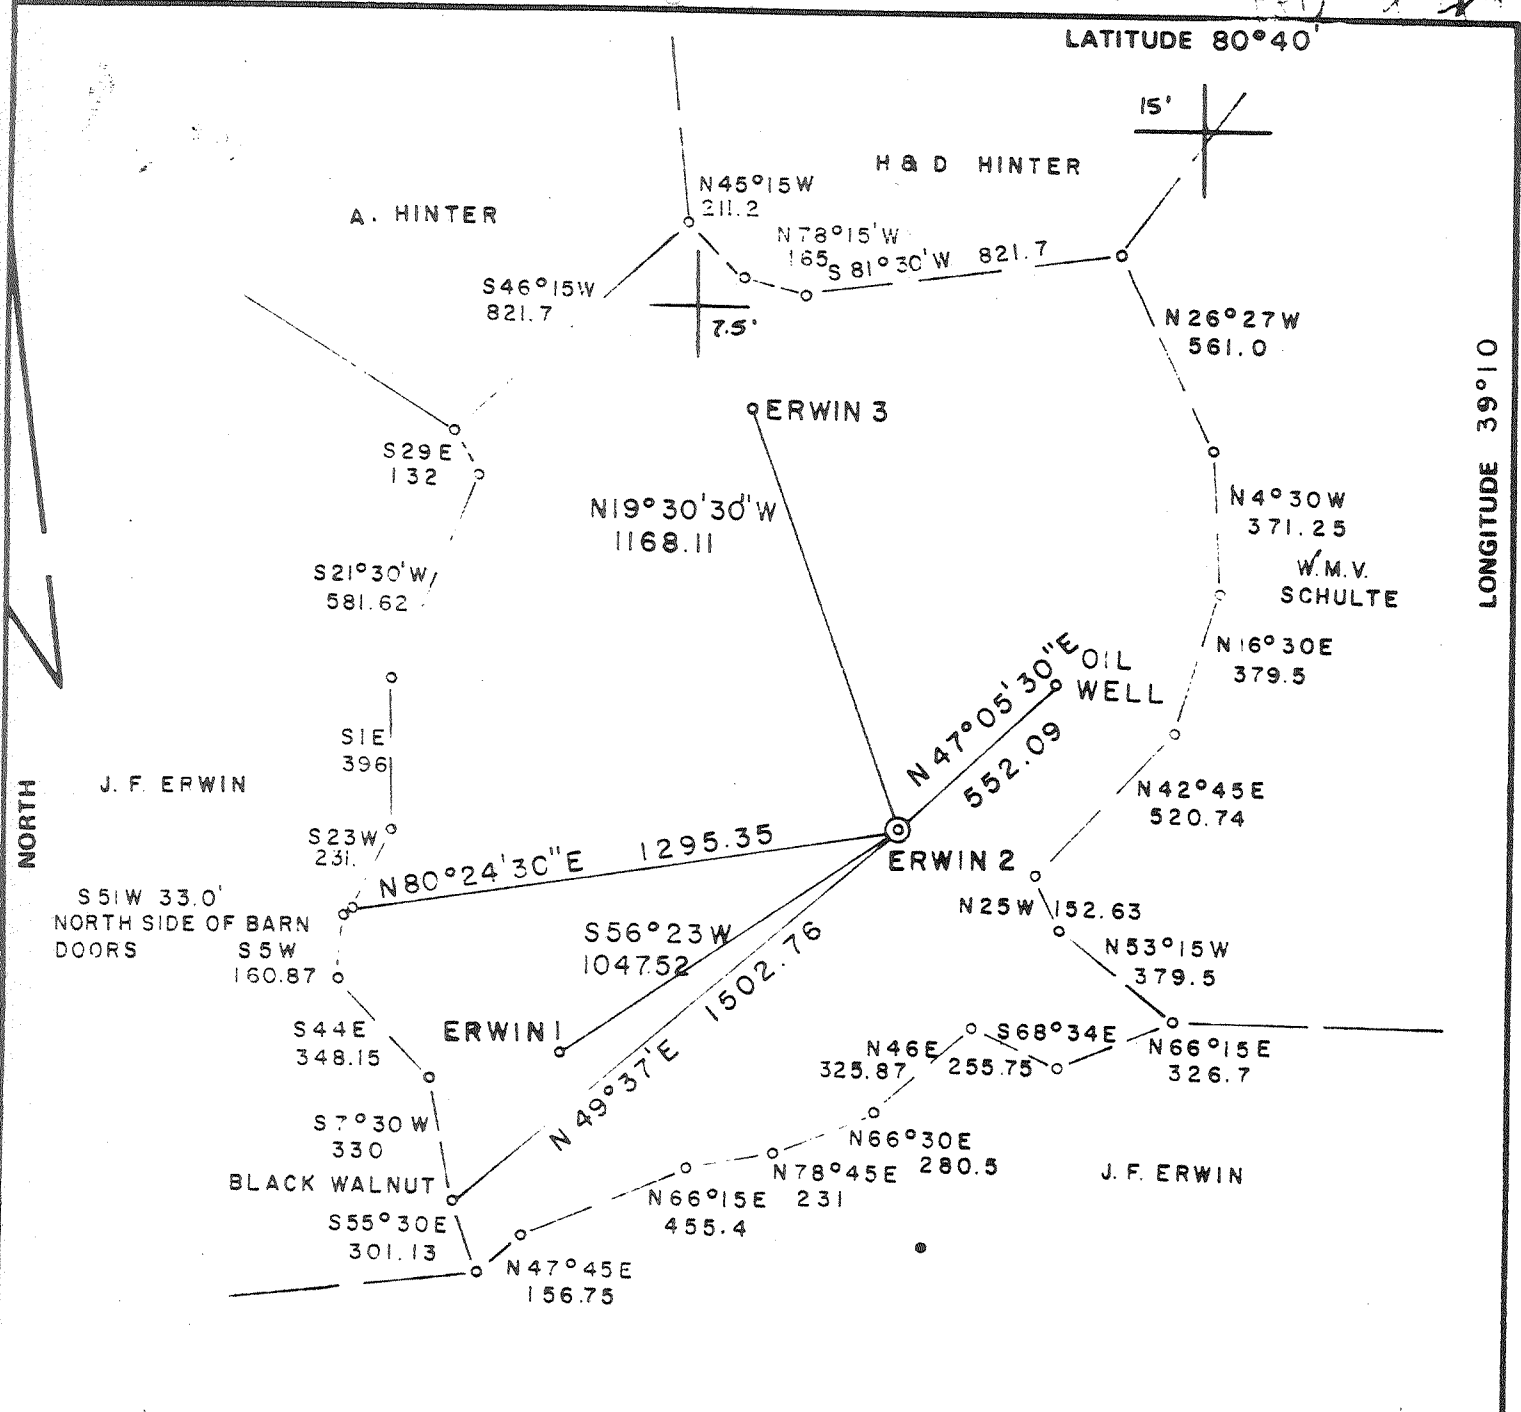 LATITUDE 80°40'
15'
H & D HINTER
A. HINTER
N45°15W
211.2
N78°15'W
165
S81°30'W 821.7
S46°15W
821.7
7.5'
N26°27W
561.0
LONGITUDE 39°10
ERWIN 3
S29E
132
N19°30'30"W
1168.11
N4°30W
371.25
W.M.V.
SCHULTE
S21°30'W
581.62
N16°30E
379.5
OIL
WELL
N47°05'30"E
552.09
S1E
396
J. F. ERWIN
NORTH
N42°45E
520.74
S23W
231.
N80°24'30"E 1295.35
ERWIN 2
S51W 33.0'
NORTH SIDE OF BARN
DOORS
S5W
160.87
N25W 152.63
S56°23W
1047.52
N53°15W
379.5
N49°37'E 1502.76
ERWIN 1
S44E
348.15
N46E
325.87
S68°34E
255.75
N66°15E
326.7
S7°30W
330
N66°30E
280.5
BLACK WALNUT
N78°45E
231
J. F. ERWIN
N66°15E
455.4
S55°30E
301.13
N47°45E
156.75